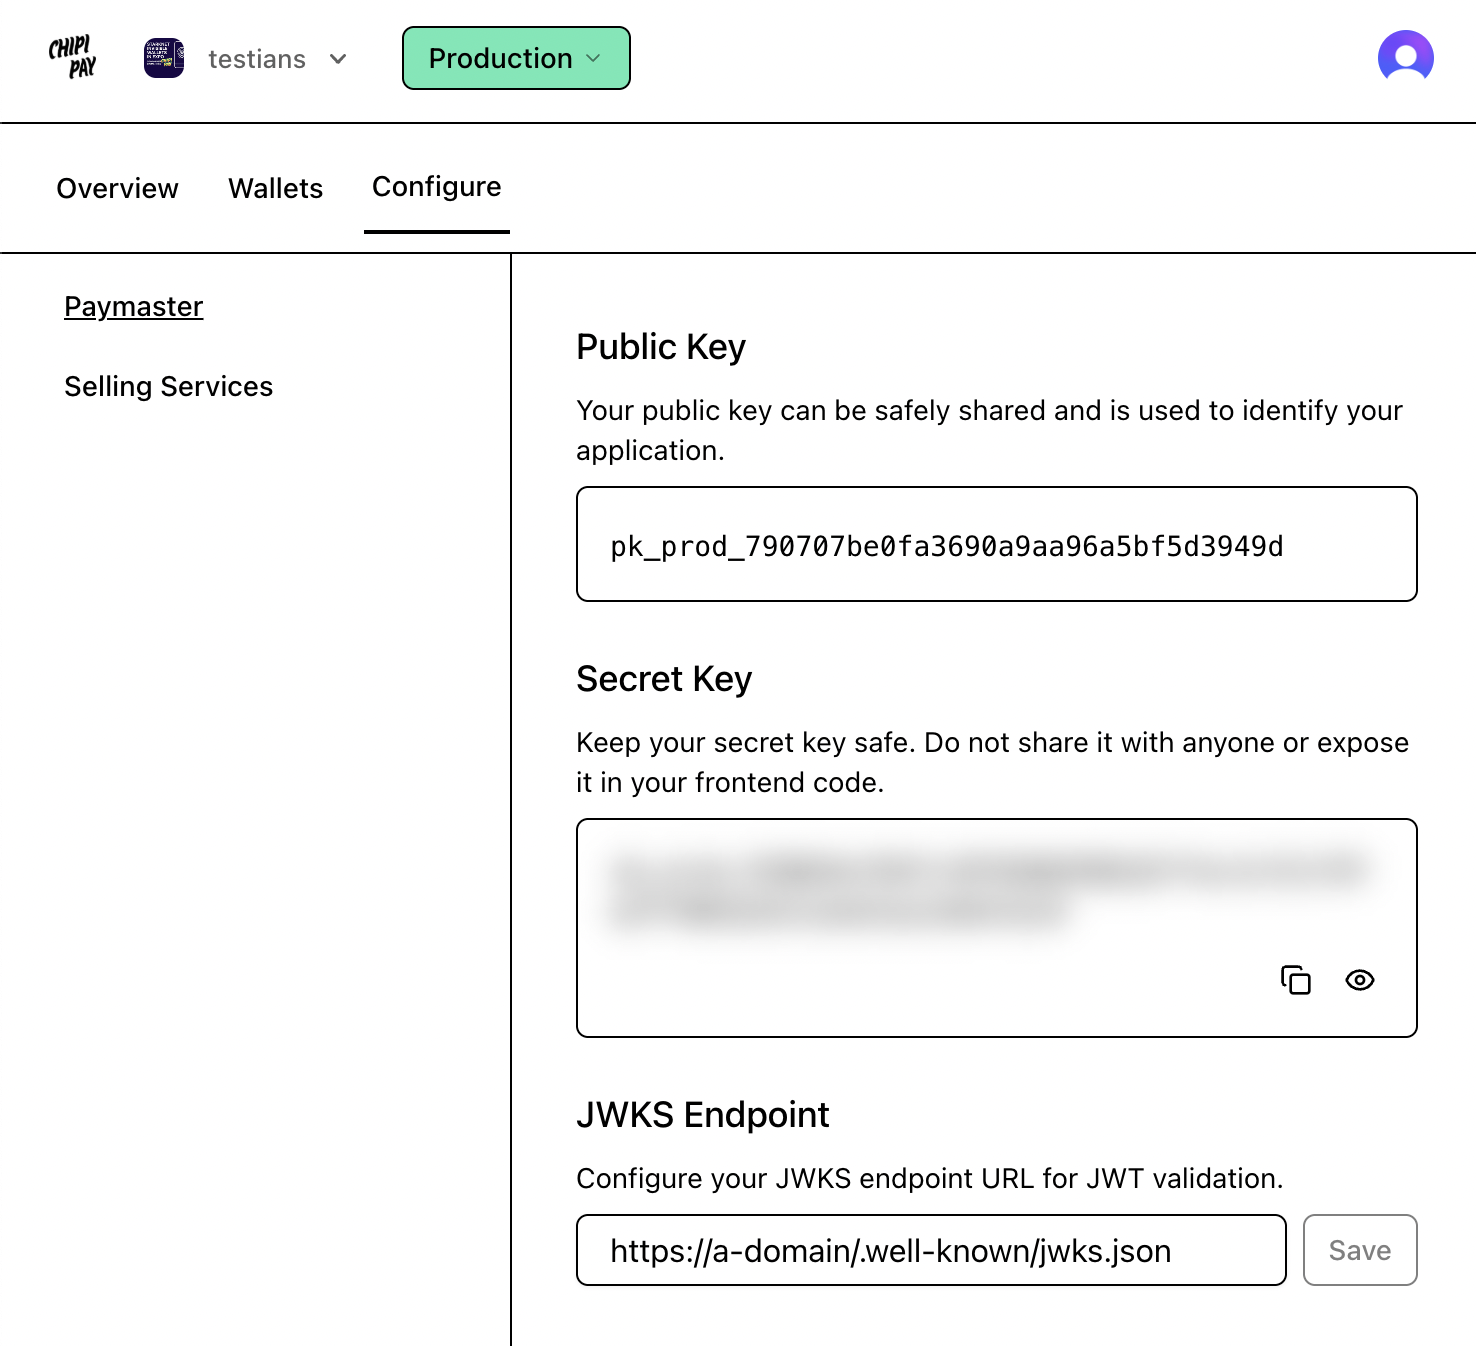 CHIPI
PAY
testians
Production
Overview
Wallets
Configure
Paymaster
Selling Services
Public Key
Your public key can be safely shared and is used to identify your
application.
pk_prod_790707be0fa3690a9aa96a5bf5d3949d
Secret Key
Keep your secret key safe. Do not share it with anyone or expose
it in your frontend code.
JWKS Endpoint
Configure your JWKS endpoint URL for JWT validation.
https://a-domain/.well-known/jwks.json
Save